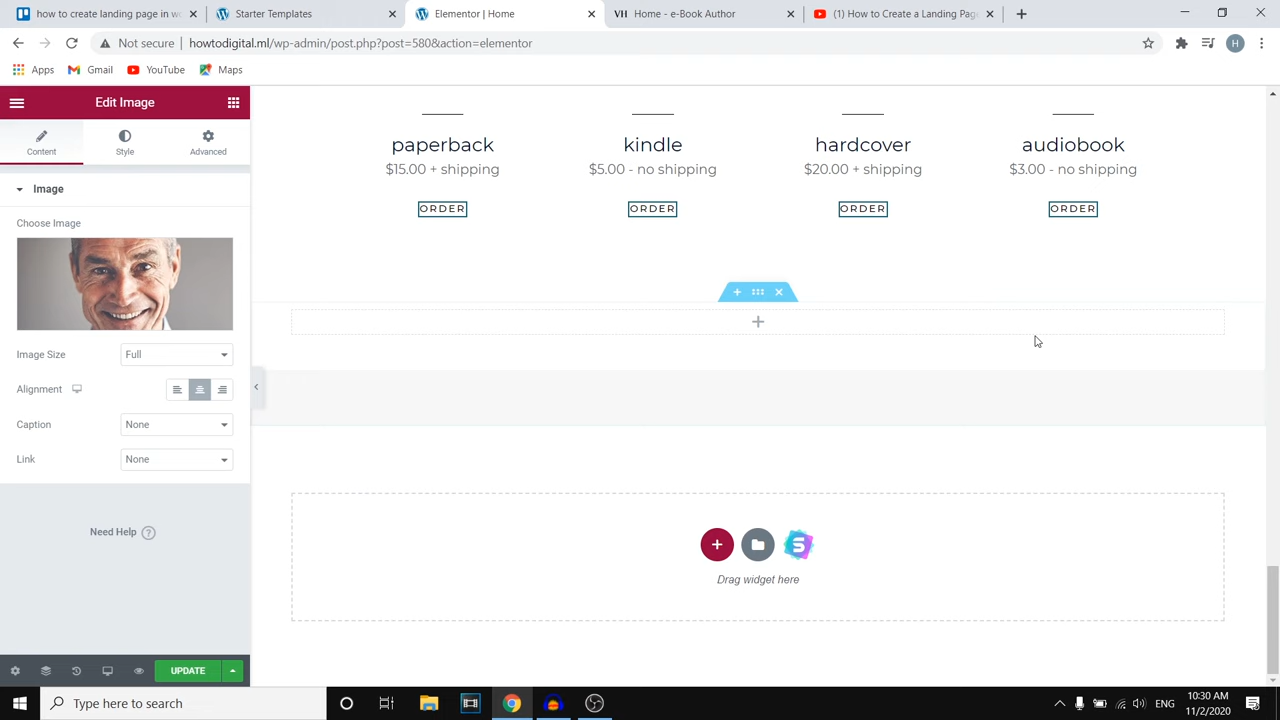 how to create landing page in w
Starter Templates
Elementor | Home
VH Home - e-Book Author
(1) How to Create a Landing Page
Not secure howtodigital.ml/wp-admin/post.php?post=580&action=elementor
H
Apps Gmail YouTube Maps
Edit Image
Content Style Advanced
Image
Choose Image
Image Size Full
Alignment
Caption None
Link None
Need Help ?
UPDATE
paperback kindle hardcover audiobook
$15.00 + shipping $5.00 - no shipping $20.00 + shipping $3.00 - no shipping
ORDER ORDER ORDER ORDER
Drag widget here
Type here to search
ENG
10:30 AM
11/2/2020